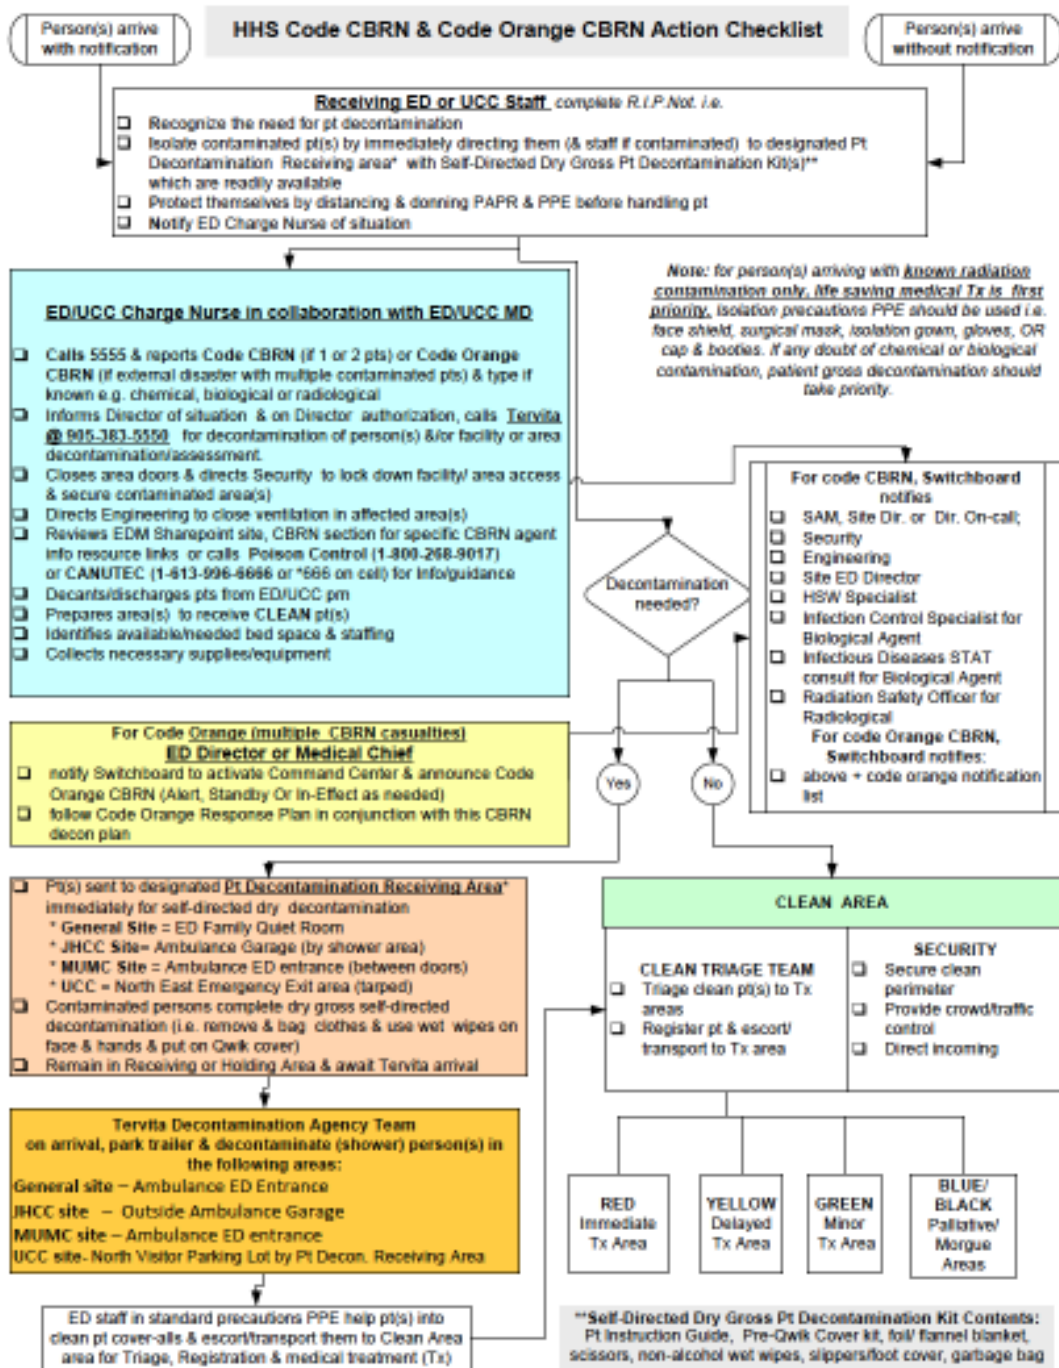 Person(s) arrive
with notification
HHS Code CBRN & Code Orange CBRN Action Checklist
Person(s) arrive
without notification
Receiving ED or UCC Staff complete R.I.P.Not. i.e.
Recognize the need for pt decontamination
Isolate contaminated pt(s) by immediately directing them (& staff if contaminated) to designated Pt
Decontamination Receiving area* with Self-Directed Dry Gross Pt Decontamination Kit(s)**
which are readily available
Protect themselves by distancing & donning PAPR & PPE before handling pt
Notify ED Charge Nurse of situation
Note: for person(s) arriving with known radiation
contamination only, life saving medical Tx is first
priority. Isolation precautions PPE should be used i.e.
face shield, surgical mask, isolation gown, gloves, OR
cap & booties. If any doubt of chemical or biological
contamination, patient gross decontamination should
take priority.
ED/UCC Charge Nurse in collaboration with ED/UCC MD
Calls 5555 & reports Code CBRN (if 1 or 2 pts) or Code Orange
CBRN (if external disaster with multiple contaminated pts) & type if
known e.g. chemical, biological or radiological
Informs Director of situation & on Director authorization, calls Tervita
@ 905-383-5550 for decontamination of person(s) &/or facility or area
decontamination/assessment.
Closes area doors & directs Security to lock down facility/ area access
& secure contaminated area(s)
Directs Engineering to close ventilation in affected area(s)
Reviews EDM Sharepoint site, CBRN section for specific CBRN agent
info resource links or calls Poison Control (1-800-268-9017)
or CANUTEC (1-613-996-6666 or *666 on cell) for Info/guidance
Decants/discharges pts from ED/UCC prn
Prepares area(s) to receive CLEAN pt(s)
Identifies available/needed bed space & staffing
Collects necessary supplies/equipment
Decontamination
needed?
Yes
No
For code CBRN, Switchboard
notifies
SAM, Site Dir. or Dir. On-call;
Security
Engineering
Site ED Director
HSW Specialist
Infection Control Specialist for
Biological Agent
Infectious Diseases STAT
consult for Biological Agent
Radiation Safety Officer for
Radiological
For code Orange CBRN,
Switchboard notifies:
above + code orange notification
list
For Code Orange (multiple CBRN casualties)
ED Director or Medical Chief
notify Switchboard to activate Command Center & announce Code
Orange CBRN (Alert, Standby Or In-Effect as needed)
follow Code Orange Response Plan in conjunction with this CBRN
decon plan
Pt(s) sent to designated Pt Decontamination Receiving Area*
immediately for self-directed dry decontamination
* General Site = ED Family Quiet Room
* JHCC Site= Ambulance Garage (by shower area)
* MUMC Site = Ambulance ED entrance (between doors)
* UCC = North East Emergency Exit area (tarped)
Contaminated persons complete dry gross self-directed
decontamination (i.e. remove & bag clothes & use wet wipes on
face & hands & put on Qwik cover)
Remain in Receiving or Holding Area & await Tervita arrival
CLEAN AREA
CLEAN TRIAGE TEAM
Triage clean pt(s) to Tx
areas
Register pt & escort/
transport to Tx area
SECURITY
Secure clean
perimeter
Provide crowd/traffic
control
Direct incoming
Tervita Decontamination Agency Team
on arrival, park trailer & decontaminate (shower) person(s) in
the following areas:
General site – Ambulance ED Entrance
JHCC site – Outside Ambulance Garage
MUMC site – Ambulance ED entrance
UCC site- North Visitor Parking Lot by Pt Decon. Receiving Area
RED
Immediate
Tx Area
YELLOW
Delayed
Tx Area
GREEN
Minor
Tx Area
BLUE/
BLACK
Palliative/
Morgue
Areas
ED staff in standard precautions PPE help pt(s) into
clean pt cover-alls & escort/transport them to Clean Area
area for Triage, Registration & medical treatment (Tx)
**Self-Directed Dry Gross Pt Decontamination Kit Contents:
Pt Instruction Guide, Pre-Qwik Cover kit, foil/ flannel blanket,
scissors, non-alcohol wet wipes, slippers/foot cover, garbage bag